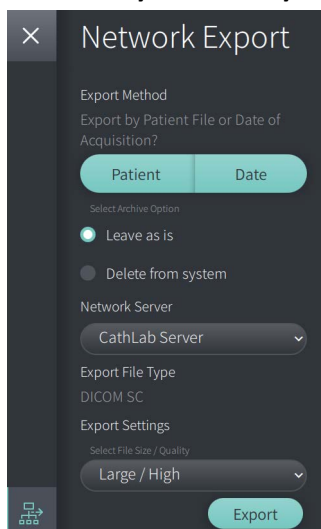 Network Export
Export Method
Export by Patient File or Date of
Acquisition?
Patient Date
Select Archive Option
Leave as is
Delete from system
Network Server
CathLab Server
Export File Type
DICOM SC
Export Settings
Select File Size / Quality
Large / High
Export